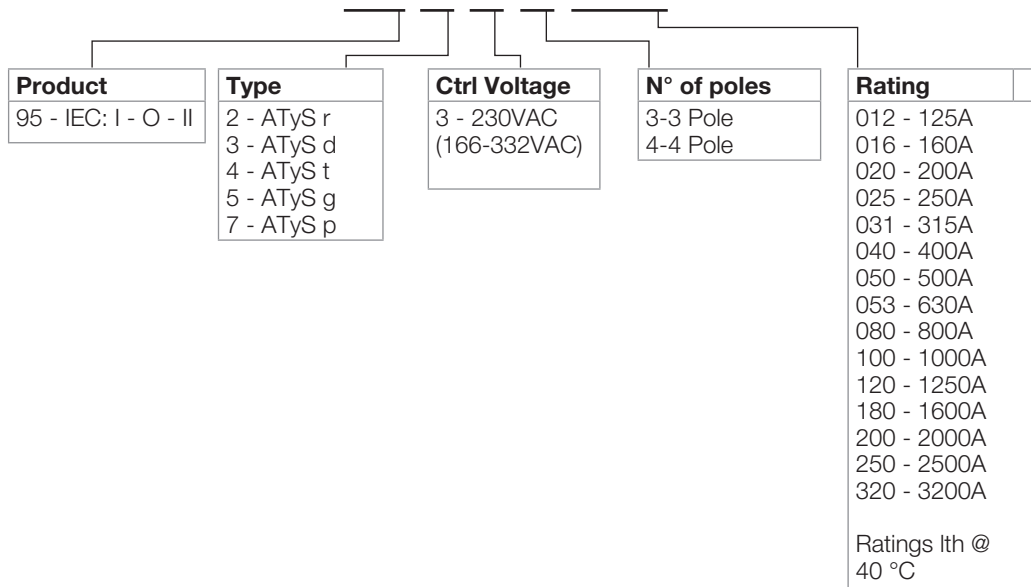 Product
95 - IEC: I - O - II
Type
2 - ATyS r
3 - ATyS d
4 - ATyS t
5 - ATyS g
7 - ATyS p
Ctrl Voltage
3 - 230VAC
(166-332VAC)
N° of poles
3-3 Pole
4-4 Pole
Rating
012 - 125A
016 - 160A
020 - 200A
025 - 250A
031 - 315A
040 - 400A
050 - 500A
053 - 630A
080 - 800A
100 - 1000A
120 - 1250A
180 - 1600A
200 - 2000A
250 - 2500A
320 - 3200A
Ratings Ith @
40 °C